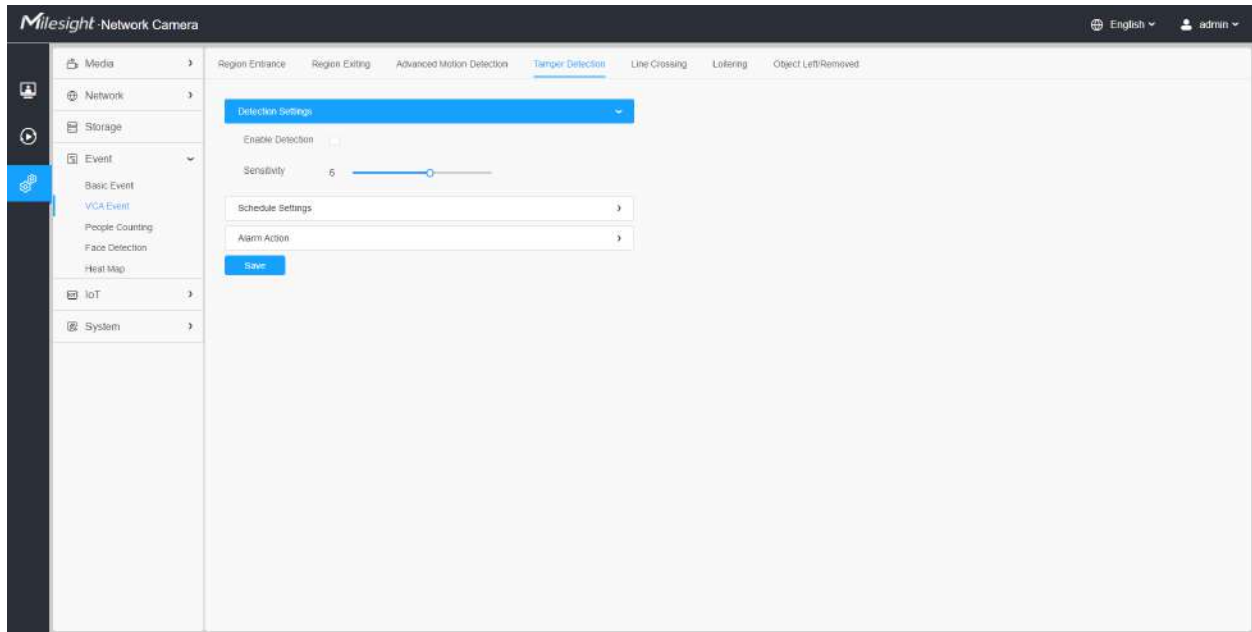 Milesight-Network Camera
English
admin
Media
Network
Storage
Event
Basic Event
VCA Event
People Counting
Face Detection
Heat Map
IoT
System
Region Entrance Region Exiting Advanced Motion Detection Tamper Detection Line Crossing Loitering Object Left/Removed
Detection Settings
Enable Detection
Sensitivity 6
Schedule Settings
Alarm Action
Save